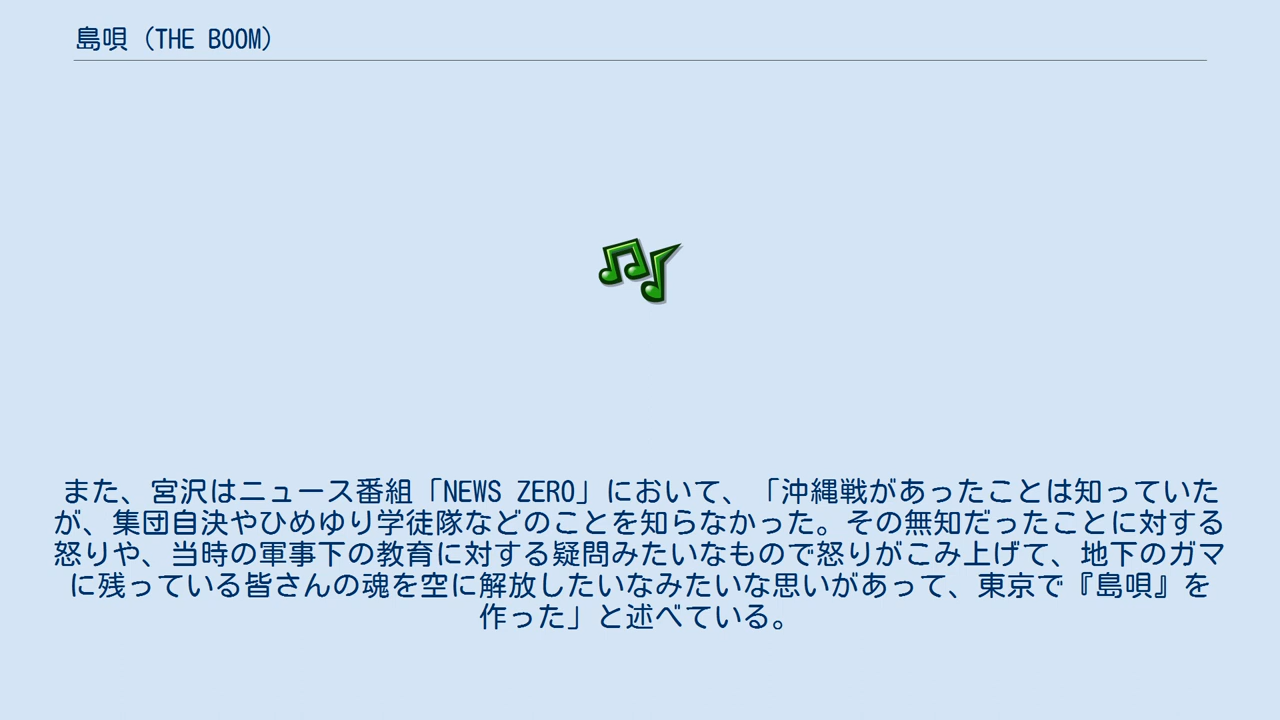 島唄 (THE BOOM)
また、宮沢はニュース番組「NEWS ZERO」において、「沖縄戦があったことは知っていた
が、集団自決やひめゆり学徒隊などのことを知らなかった。その無知だったことに対する
怒りや、当時の軍事下の教育に対する疑問みたいなもので怒りがこみ上げて、地下のガマ
に残っている皆さんの魂を空に解放したいなみたいな思いがあって、東京で『島唄』を
作った」と述べている。